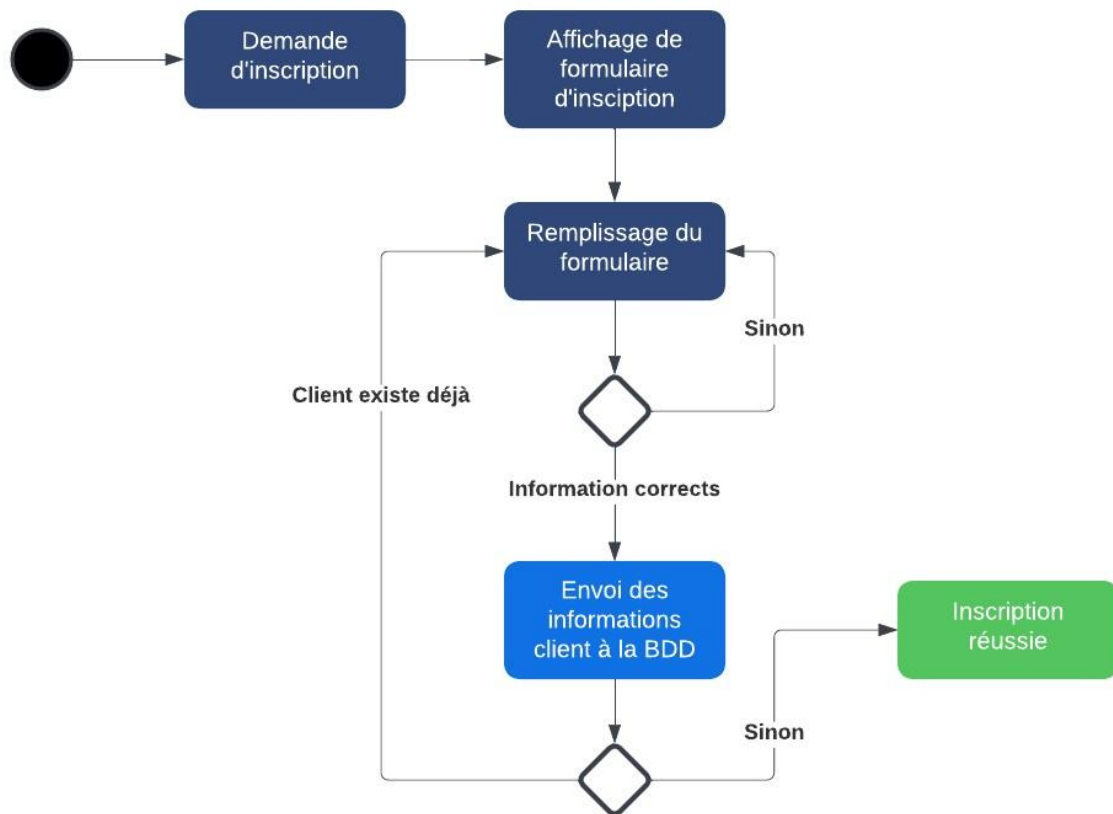 Demande
d'inscription
Affichage de
formulaire
d'insciption
Remplissage du
formulaire
Sinon
Client existe déjà
Information corrects
Envoi des
informations
client à la BDD
Inscription
réussie
Sinon